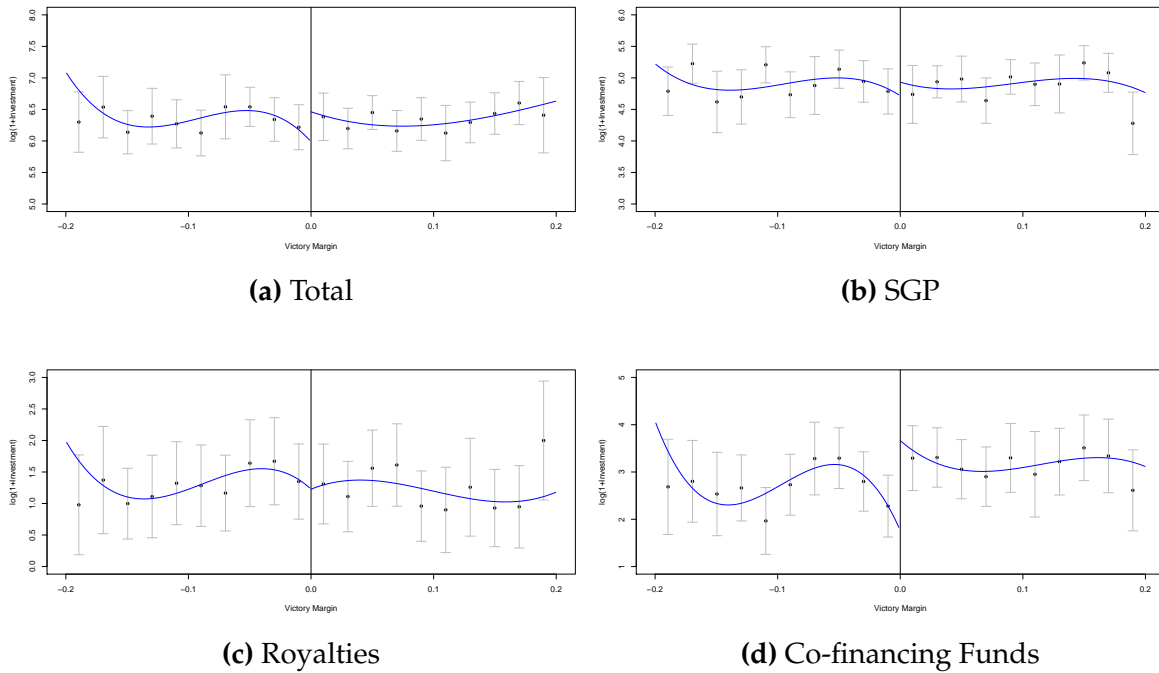 8.0
7.5
7.0
6.5
6.0
5.5
5.0
log(1+Investment)
−0.2 −0.1 0.0 0.1 0.2
Victory Margin
(a) Total
6.0
5.5
5.0
4.5
4.0
3.5
3.0
log(1+Investment)
−0.2 −0.1 0.0 0.1 0.2
Victory Margin
(b) SGP
3.0
2.5
2.0
1.5
1.0
0.5
0.0
log(1+Investment)
−0.2 −0.1 0.0 0.1 0.2
Victory Margin
(c) Royalties
5
4
3
2
1
log(1+Investment)
−0.2 −0.1 0.0 0.1 0.2
Victory Margin
(d) Co-financing Funds